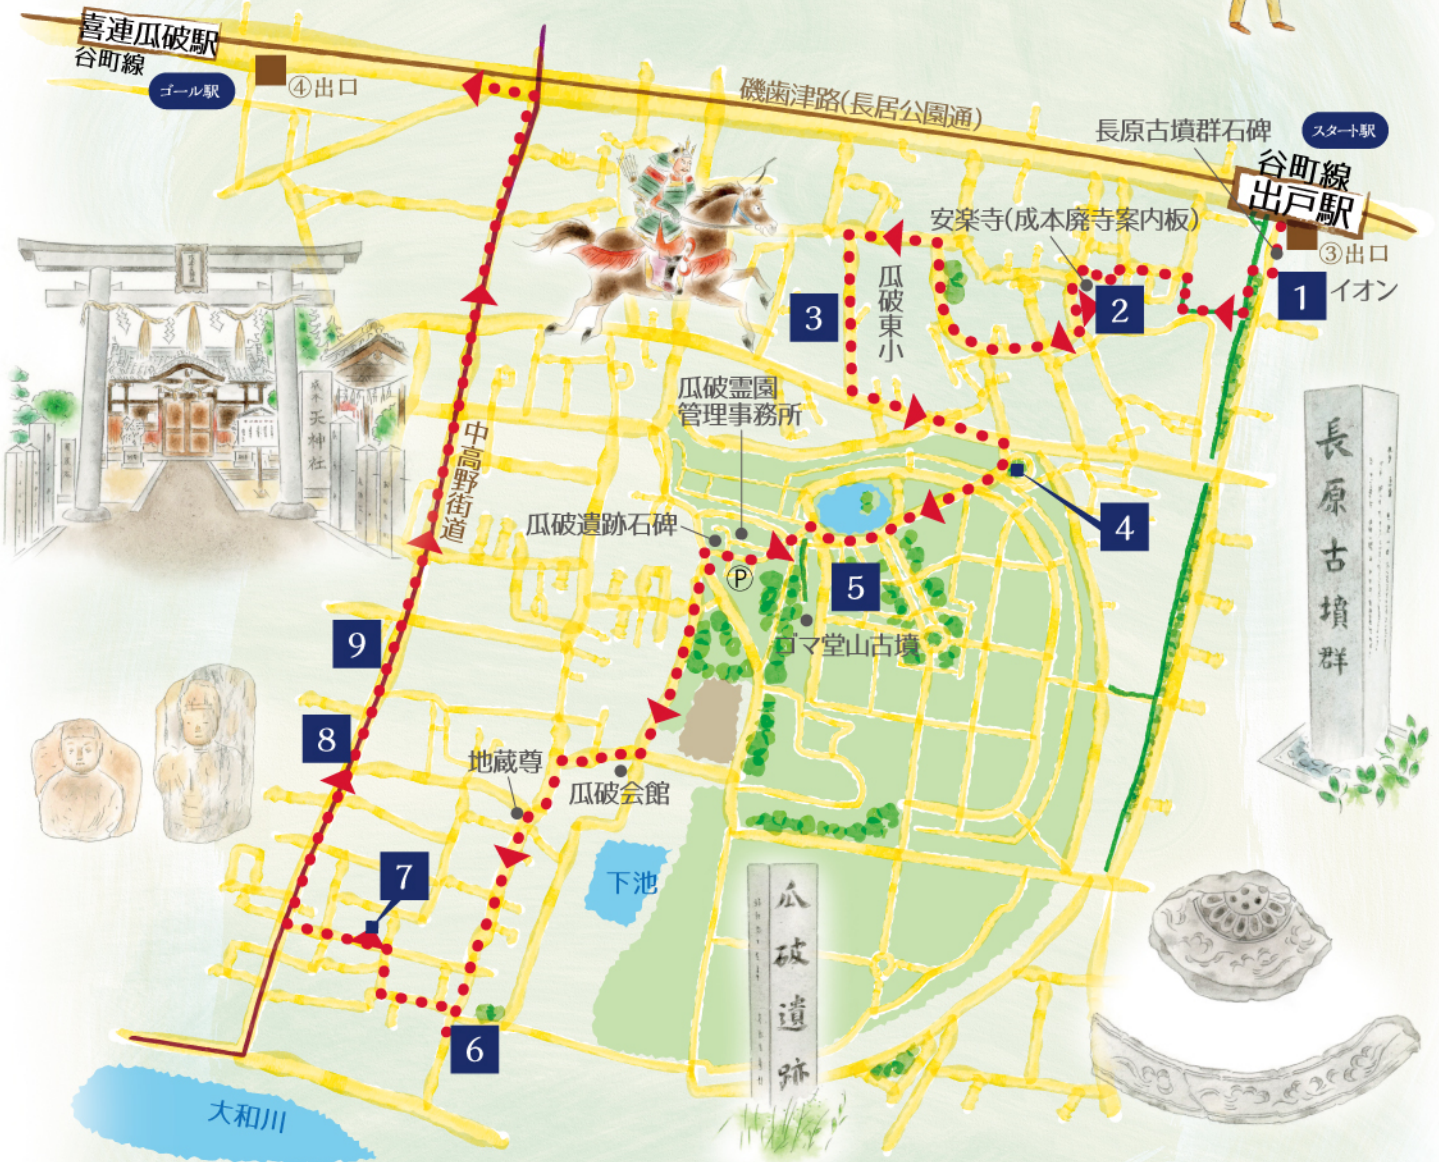 喜連瓜破駅
谷町線
ゴール駅
④出口
磯歯津路(長居公園通)
長原古墳群石碑
スタート駅
谷町線
出戸駅
③出口
安楽寺(成本廃寺案内板)
1
イオン
2
3
瓜破東小
瓜破霊園
管理事務所
天神社
中高野街道
長原古墳群
瓜破遺跡石碑
4
P
5
ゴマ堂山古墳
9
8
地蔵尊
瓜破会館
7
下池
瓜破遺跡
6
大和川